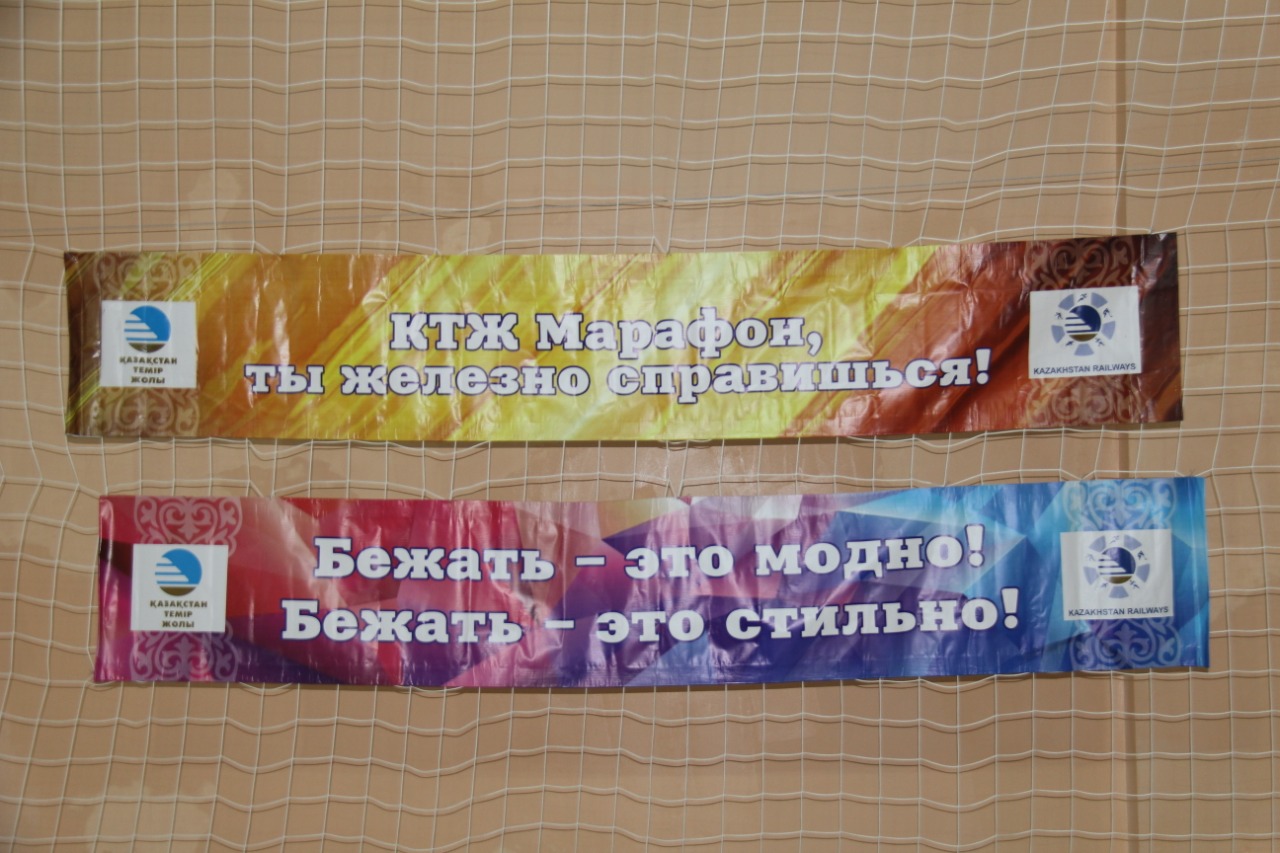 КТЖ Марафон,
ты железно справишься!
ҚАЗАҚСТАН
ТЕМІР
ЖОЛЫ
KAZAKHSTAN RAILWAYS
Бежать – это модно!
Бежать – это стильно!
ҚАЗАҚСТАН
ТЕМІР
ЖОЛЫ
KAZAKHSTAN RAILWAYS